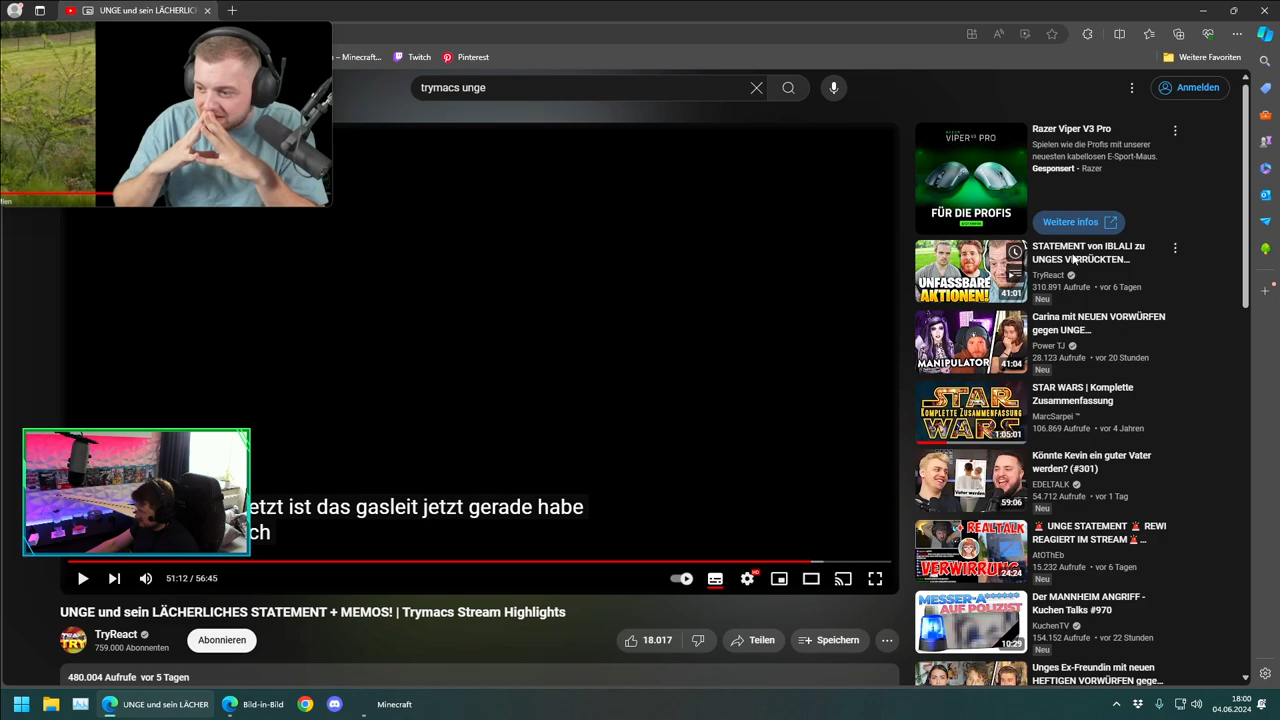 UNGE und sein LÄCHERLIC
– Minecraft...
Twitch
Pinterest
Weitere Favoriten
trymacs unge
Anmelden
VIPER V3 PRO
FÜR DIE PROFIS
Razer Viper V3 Pro
Spielen wie die Profis mit unserer
neuesten kabellosen E-Sport-Maus.
Gesponsert - Razer
Weitere infos
UNFASSBARE
AKTIONEN!
41:01
STATEMENT von IBLALI zu
UNGES VERRÜCKTEN...
TryReact
310.891 Aufrufe • vor 6 Tagen
Neu
MANIPULATOR
41:04
Carina mit NEUEN VORWÜRFEN
gegen UNGE...
Power TJ
28.123 Aufrufe • vor 20 Stunden
Neu
STAR
KOMPLETTE ZUSAMMENFASSUNG
WARS
1:05:01
STAR WARS | Komplette
Zusammenfassung
MarcSarpei ™
106.869 Aufrufe • vor 4 Jahren
Vater werden?
59:06
Könnte Kevin ein guter Vater
werden? (#301)
EDELTALK
54.712 Aufrufe • vor 1 Tag
Neu
REALTALK
VERWIRRUNG
24:24
🚨 UNGE STATEMENT 🚨 REWI
REAGIERT IM STREAM 🚨...
AtOThEb
15.232 Aufrufe • vor 6 Tagen
Neu
MESSER-A******
AUF POLIZIST
10:29
Der MANNHEIM ANGRIFF -
Kuchen Talks #970
KuchenTV
154.152 Aufrufe • vor 22 Stunden
Neu
Unges Ex-Freundin mit neuen
HEFTIGEN VORWÜRFEN gege...
etzt ist das gasleit jetzt gerade habe
ch
51:12 / 56:45
UNGE und sein LÄCHERLICHES STATEMENT + MEMOS! | Trymacs Stream Highlights
TryReact
759.000 Abonnenten
Abonnieren
18.017
Teilen
Speichern
480.004 Aufrufe vor 5 Tagen
UNGE und sein LÄCHER
Bild-in-Bild
Minecraft
18:00
04.06.2024